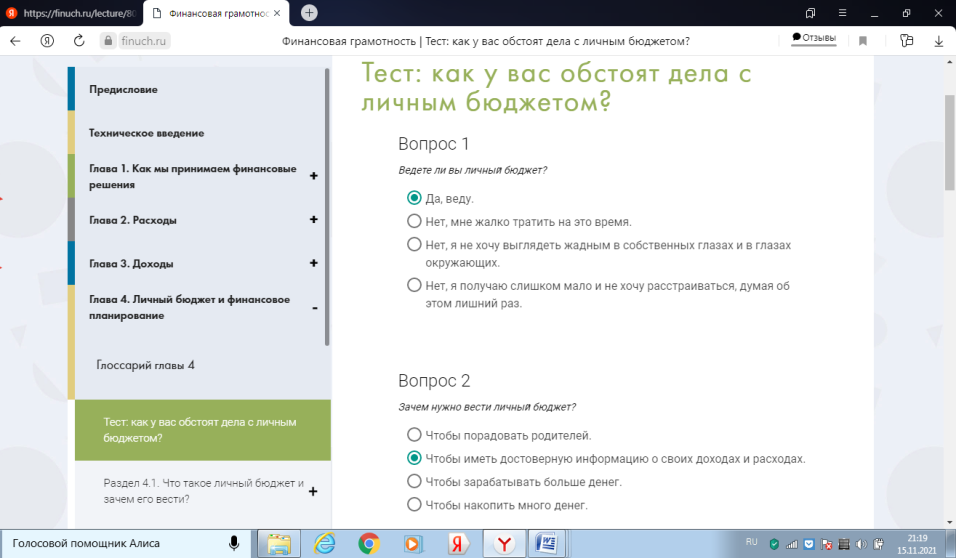 https://finuch.ru/lecture/80
Финансовая грамотнос
finuch.ru
Финансовая грамотность | Тест: как у вас обстоят дела с личным бюджетом?
Отзывы
Предисловие
Техническое введение
Глава 1. Как мы принимаем финансовые
решения
+
Глава 2. Расходы
+
Глава 3. Доходы
+
Глава 4. Личный бюджет и финансовое
планирование
-
Глоссарий главы 4
Тест: как у вас обстоят дела с личным
бюджетом?
Раздел 4.1. Что такое личный бюджет и
зачем его вести?
+
Тест: как у вас обстоят дела с
личным бюджетом?
Вопрос 1
Ведете ли вы личный бюджет?
Да, веду.
Нет, мне жалко тратить на это время.
Нет, я не хочу выглядеть жадным в собственных глазах и в глазах
окружающих.
Нет, я получаю слишком мало и не хочу расстраиваться, думая об
этом лишний раз.
Вопрос 2
Зачем нужно вести личный бюджет?
Чтобы порадовать родителей.
Чтобы иметь достоверную информацию о своих доходах и расходах.
Чтобы зарабатывать больше денег.
Чтобы накопить много денег.
Голосовой помощник Алиса
RU
21:19
15.11.2021